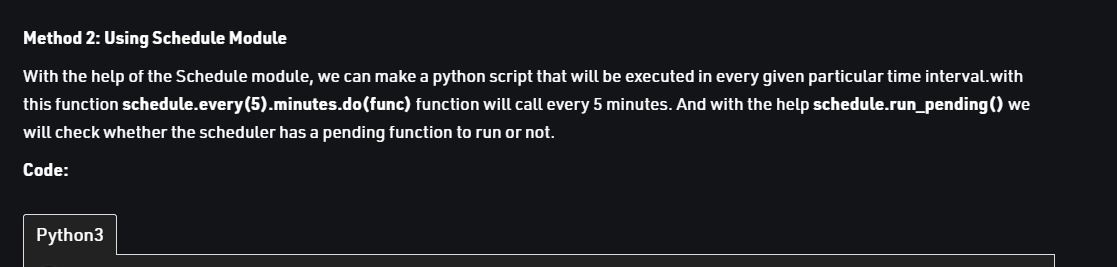 Method 2: Using Schedule Module
With the help of the Schedule module, we can make a python script that will be executed in every given particular time interval.with
this function schedule.every(5).minutes.do(func) function will call every 5 minutes. And with the help schedule.run_pending() we
will check whether the scheduler has a pending function to run or not.
Code:
Python3